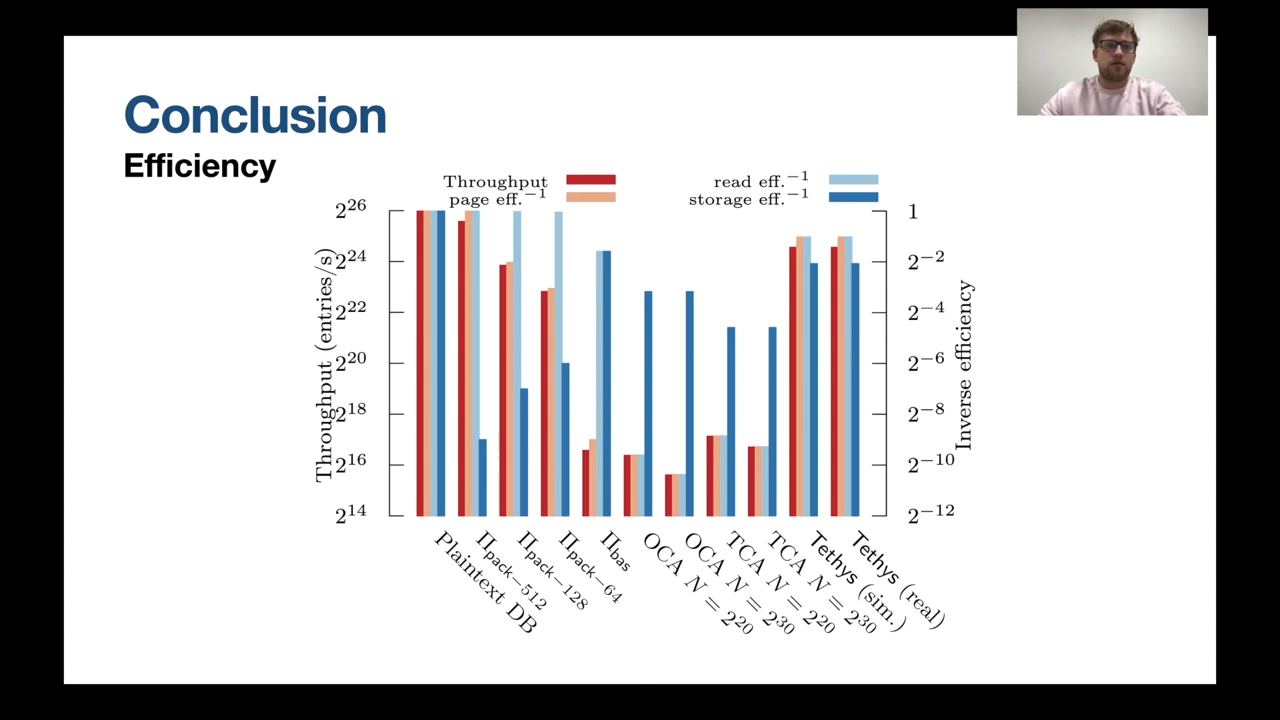 Conclusion
Efficiency
Throughput
page eff.⁻¹
read eff.⁻¹
storage eff.⁻¹
Throughput (entries/s)
2²⁶
2²⁴
2²²
2²⁰
2¹⁸
2¹⁶
2¹⁴
1
2⁻²
2⁻⁴
2⁻⁶
2⁻⁸
2⁻¹⁰
2⁻¹²
Inverse efficiency
Plaintext DB
Πpack−512
Πpack−128
Πpack−64
Πbas
OCA N = 2²⁰
OCA N = 2³⁰
TCA N = 2²⁰
TCA N = 2³⁰
Tethys (sim.)
Tethys (real)